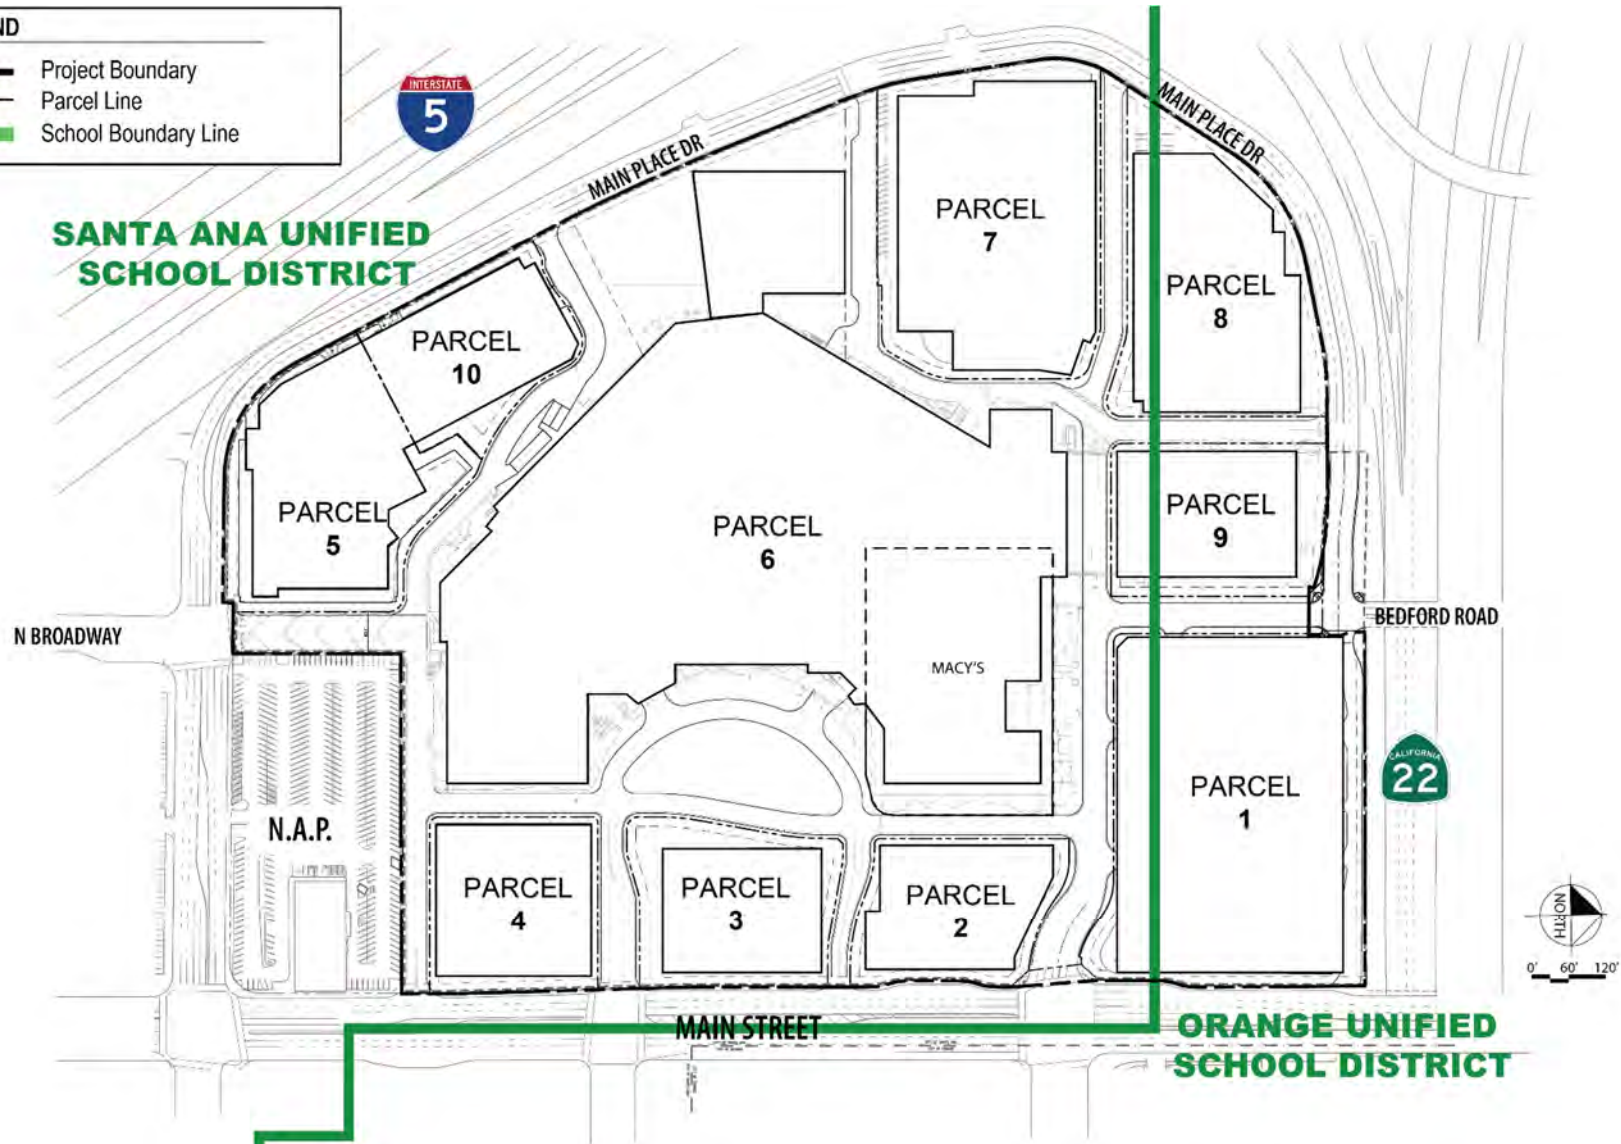 ND
Project Boundary
Parcel Line
School Boundary Line
INTERSTATE
5
SANTA ANA UNIFIED
SCHOOL DISTRICT
MAIN PLACE DR
MAIN PLACE DR
PARCEL
7
PARCEL
8
PARCEL
10
PARCEL
5
PARCEL
6
PARCEL
9
N BROADWAY
BEDFORD ROAD
MACY'S
PARCEL
1
CALIFORNIA
22
N.A.P.
PARCEL
4
PARCEL
3
PARCEL
2
NORTH
0' 60' 120'
MAIN STREET
ORANGE UNIFIED
SCHOOL DISTRICT